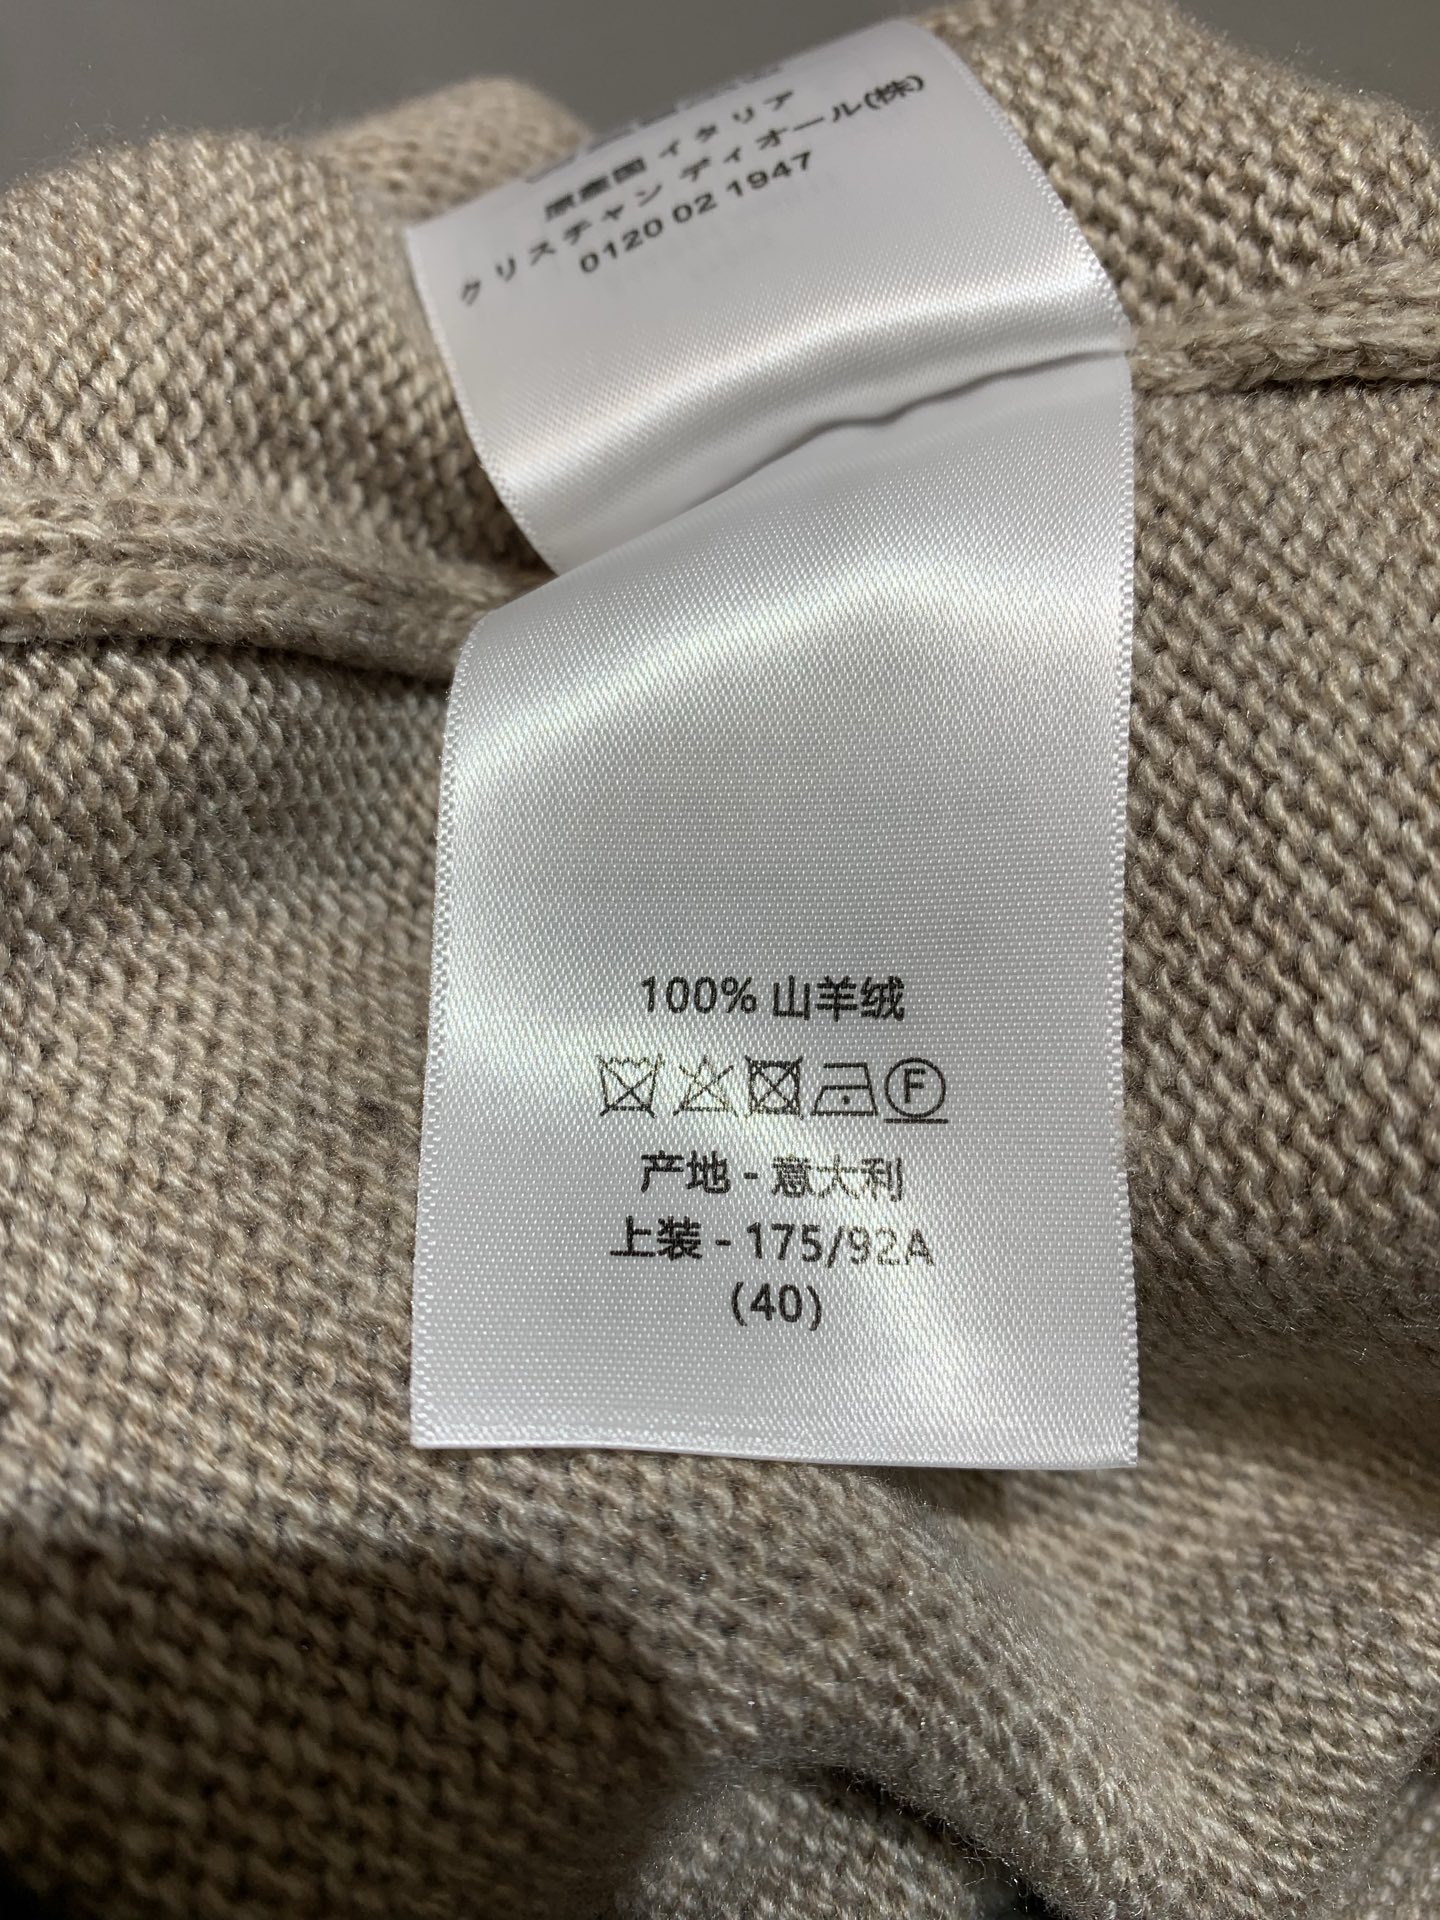 原産国 イタリア
クリスチャン ディオール(株)
0120 02 1947
100% 山羊绒
F
产地 - 意大利
上装 - 175/92A
(40)